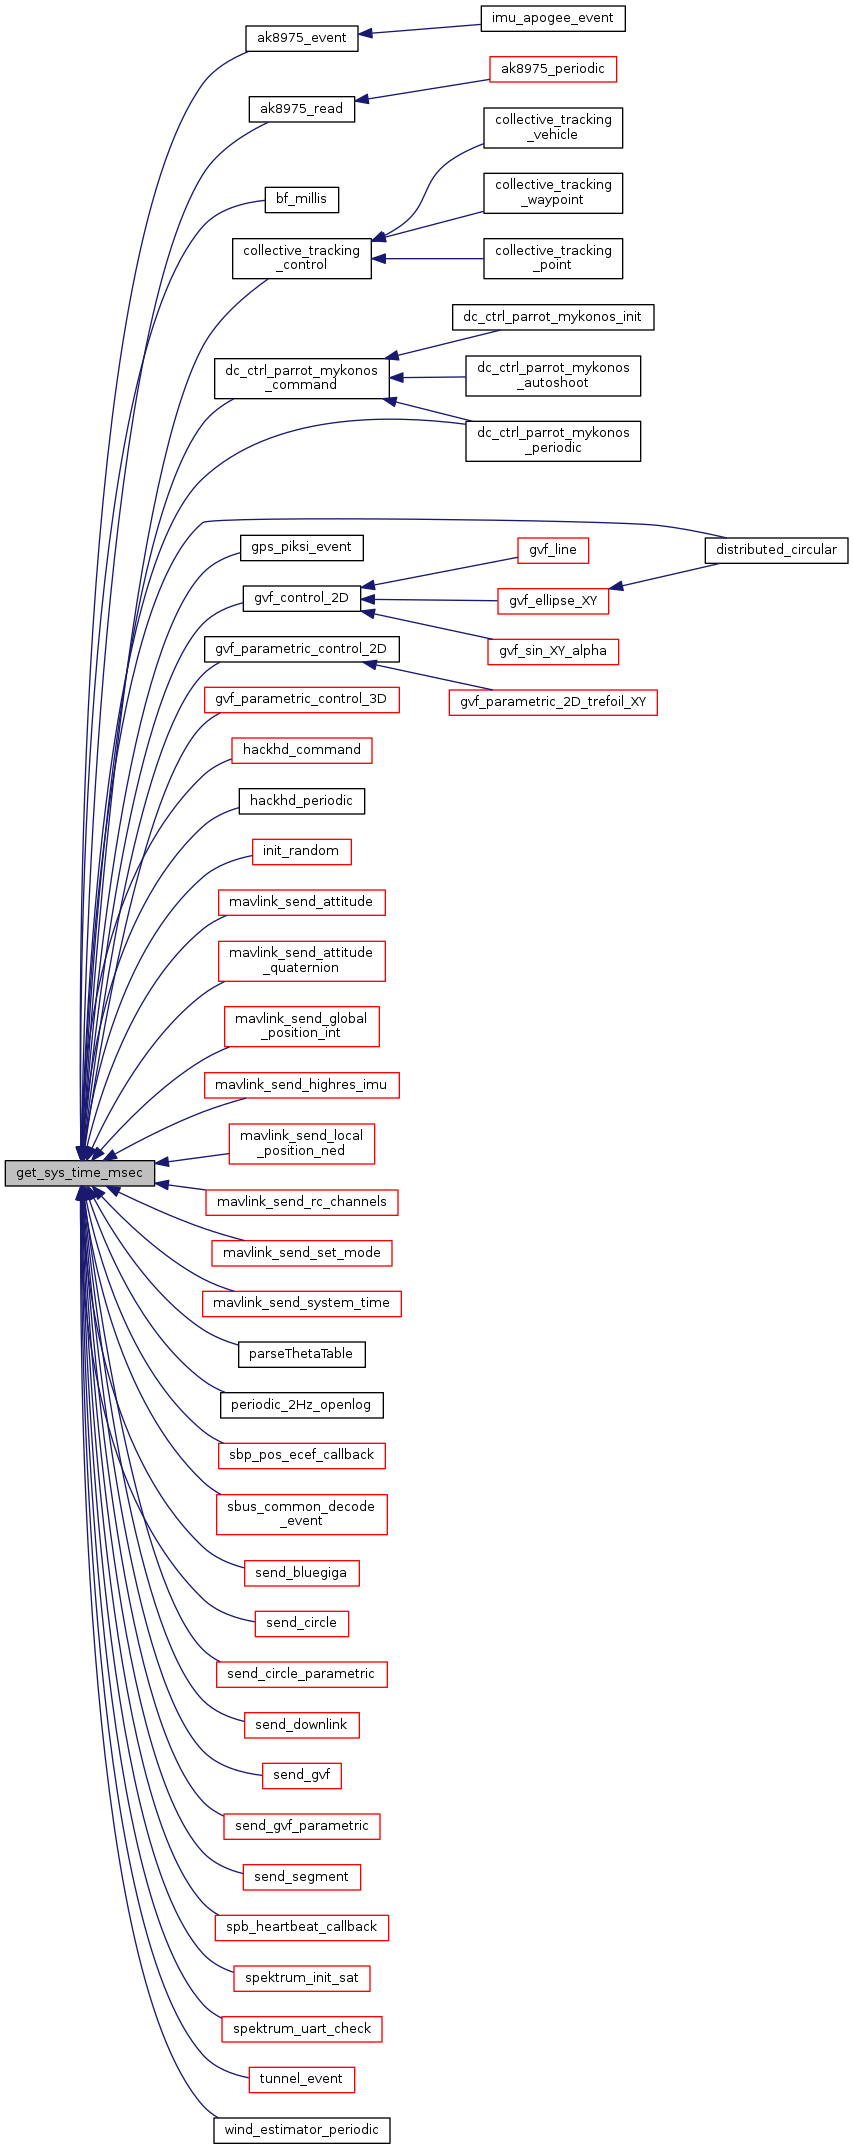 imu_apogee_event
ak8975_event
ak8975_periodic
ak8975_read
collective_tracking
_vehicle
collective_tracking
_waypoint
bf_millis
collective_tracking
_control
collective_tracking
_point
dc_ctrl_parrot_mykonos_init
dc_ctrl_parrot_mykonos
_command
dc_ctrl_parrot_mykonos
_autoshoot
dc_ctrl_parrot_mykonos
_periodic
gps_piksi_event
gvf_line
distributed_circular
gvf_control_2D
gvf_ellipse_XY
gvf_sin_XY_alpha
gvf_parametric_control_2D
gvf_parametric_2D_trefoil_XY
gvf_parametric_control_3D
hackhd_command
hackhd_periodic
init_random
mavlink_send_attitude
mavlink_send_attitude
_quaternion
mavlink_send_global
_position_int
mavlink_send_highres_imu
mavlink_send_local
_position_ned
get_sys_time_msec
mavlink_send_rc_channels
mavlink_send_set_mode
mavlink_send_system_time
parseThetaTable
periodic_2Hz_openlog
sbp_pos_ecef_callback
sbus_common_decode
_event
send_bluegiga
send_circle
send_circle_parametric
send_downlink
send_gvf
send_gvf_parametric
send_segment
spb_heartbeat_callback
spektrum_init_sat
spektrum_uart_check
tunnel_event
wind_estimator_periodic